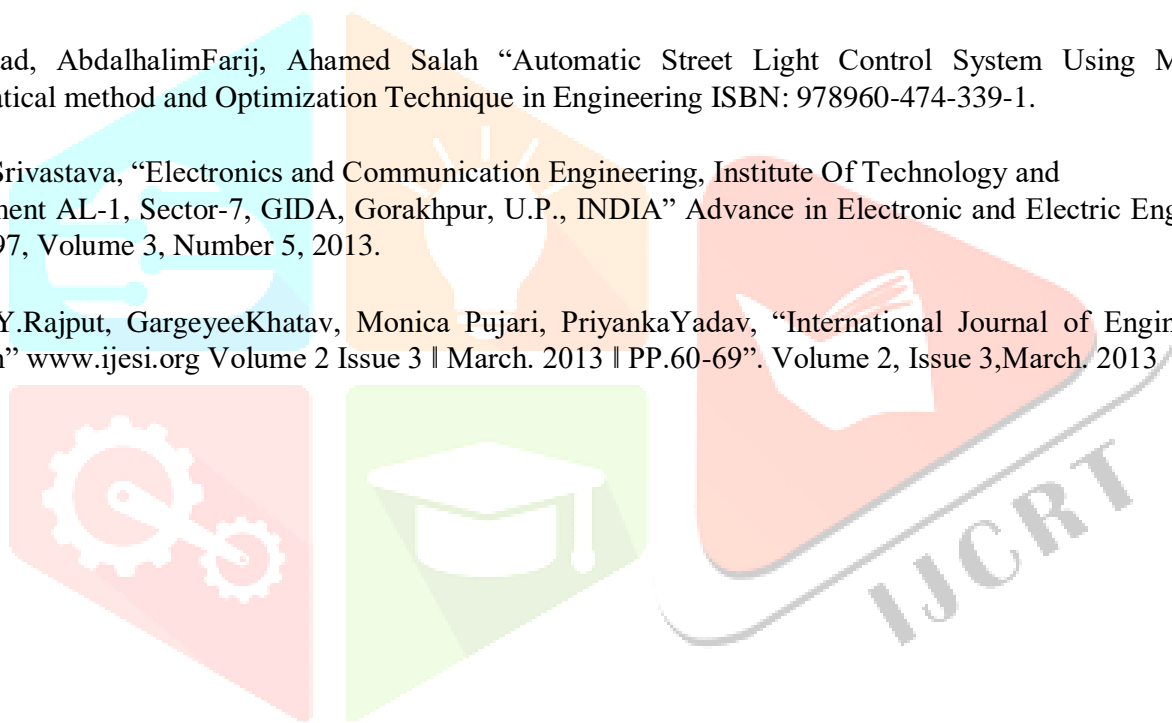 ad, AbdalhalimFarij, Ahamed Salah “Automatic Street Light Control System Using M
atical method and Optimization Technique in Engineering ISBN: 978960-474-339-1.
Srivastava, “Electronics and Communication Engineering, Institute Of Technology and
nent AL-1, Sector-7, GIDA, Gorakhpur, U.P., INDIA” Advance in Electronic and Electric Eng
97, Volume 3, Number 5, 2013.
Y.Rajput, GargeyeeKhatav, Monica Pujari, PriyankaYadav, “International Journal of Engin
n” www.ijesi.org Volume 2 Issue 3 ‖ March. 2013 ‖ PP.60-69”. Volume 2, Issue 3,March. 2013
IJCRT